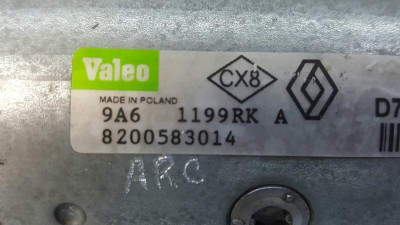 Valeo
CX8
MADE IN POLAND
D7
9A6 1199RK A
8200583014
ARC